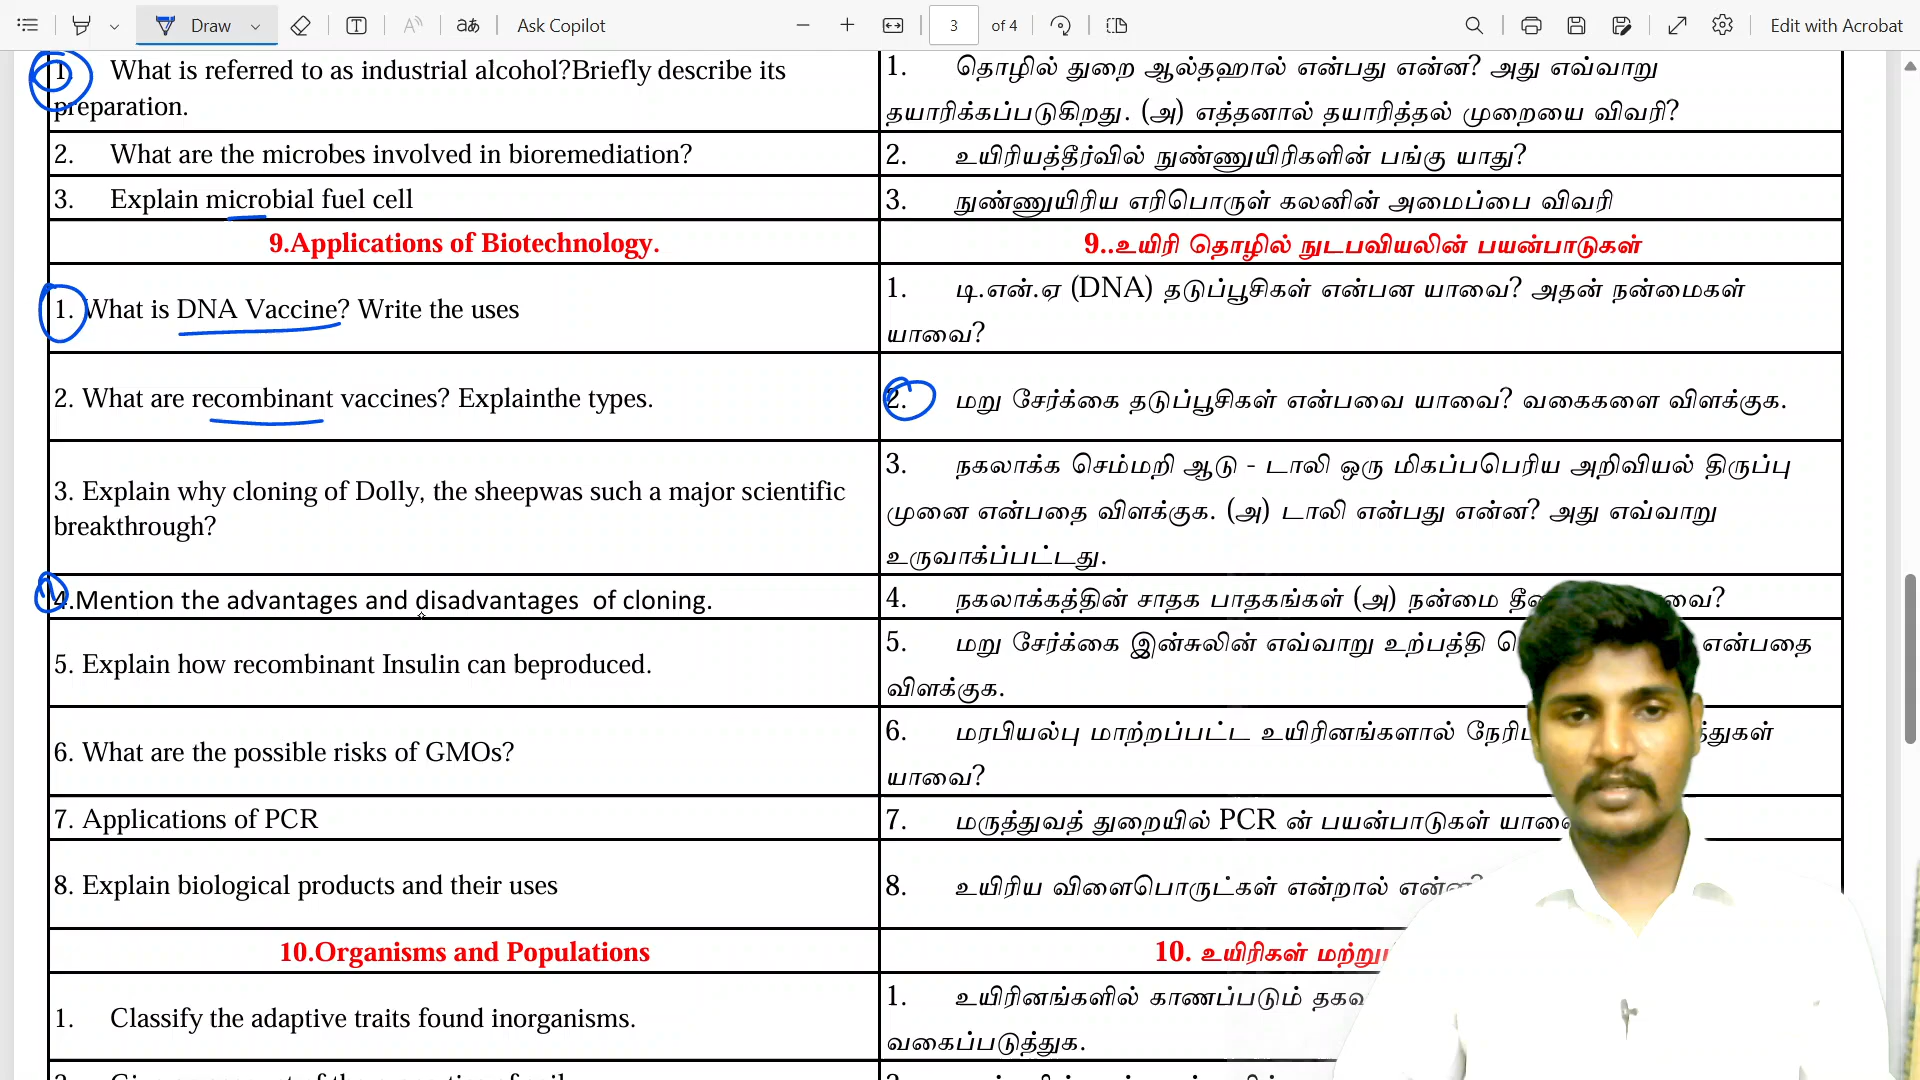 Draw
Ask Copilot
3 of 4
Edit with Acrobat
1. What is referred to as industrial alcohol?Briefly describe its
preparation.
1. தொழில் துறை ஆல்தஹால் என்பது என்ன? அது எவ்வாறு
தயாரிக்கப்படுகிறது. (அ) எத்தனால் தயாரித்தல் முறையை விவரி?
2. What are the microbes involved in bioremediation?
2. உயிரியத்தீர்வில் நுண்ணுயிரிகளின் பங்கு யாது?
3. Explain microbial fuel cell
3. நுண்ணுயிரிய எரிபொருள் கலனின் அமைப்பை விவரி
9.Applications of Biotechnology.
9..உயிரி தொழில் நுடபவியலின் பயன்பாடுகள்
1. What is DNA Vaccine? Write the uses
1. டி.என்.ஏ (DNA) தடுப்பூசிகள் என்பன யாவை? அதன் நன்மைகள்
யாவை?
2. What are recombinant vaccines? Explainthe types.
2. மறு சேர்க்கை தடுப்பூசிகள் என்பவை யாவை? வகைகளை விளக்குக.
3. Explain why cloning of Dolly, the sheepwas such a major scientific
breakthrough?
3. நகலாக்க செம்மறி ஆடு - டாலி ஒரு மிகப்பபெரிய அறிவியல் திருப்பு
முனை என்பதை விளக்குக. (அ) டாலி என்பது என்ன? அது எவ்வாறு
உருவாக்ப்பட்டது.
4.Mention the advantages and disadvantages of cloning.
4. நகலாக்கத்தின் சாதக பாதகங்கள் (அ) நன்மை
5. Explain how recombinant Insulin can beproduced.
5. மறு சேர்க்கை இன்சுலின் எவ்வாறு உற்பத்தி என்பதை
விளக்குக.
6. What are the possible risks of GMOs?
6. மரபியல்பு மாற்றப்பட்ட உயிரினங்களால்
யாவை?
7. Applications of PCR
7. மருத்துவத் துறையில் PCR ன் பயன்பாடுகள்
8. Explain biological products and their uses
8. உயிரிய விளைபொருட்கள் என்றால்
10.Organisms and Populations
10. உயிரிகள்
1. Classify the adaptive traits found inorganisms.
1. உயிரினங்களில் காணப்படும்
வகைப்படுத்துக.